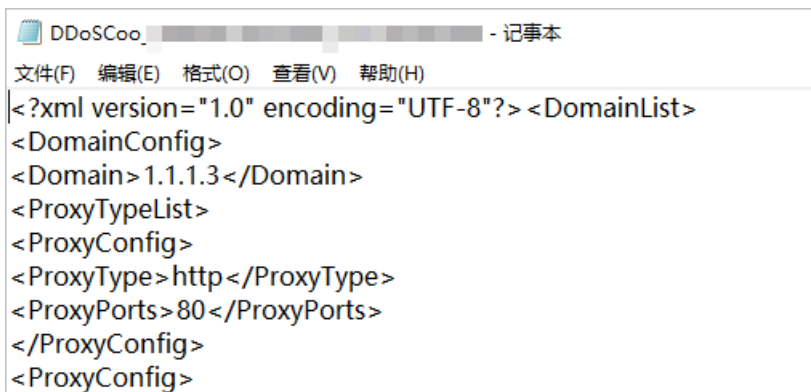 DDoSCoo_ - 记事本
文件(F) 编辑(E) 格式(O) 查看(V) 帮助(H)
<?xml version="1.0" encoding="UTF-8"?><DomainList>
<DomainConfig>
<Domain>1.1.1.3</Domain>
<ProxyTypeList>
<ProxyConfig>
<ProxyType>http</ProxyType>
<ProxyPorts>80</ProxyPorts>
</ProxyConfig>
<ProxyConfig>